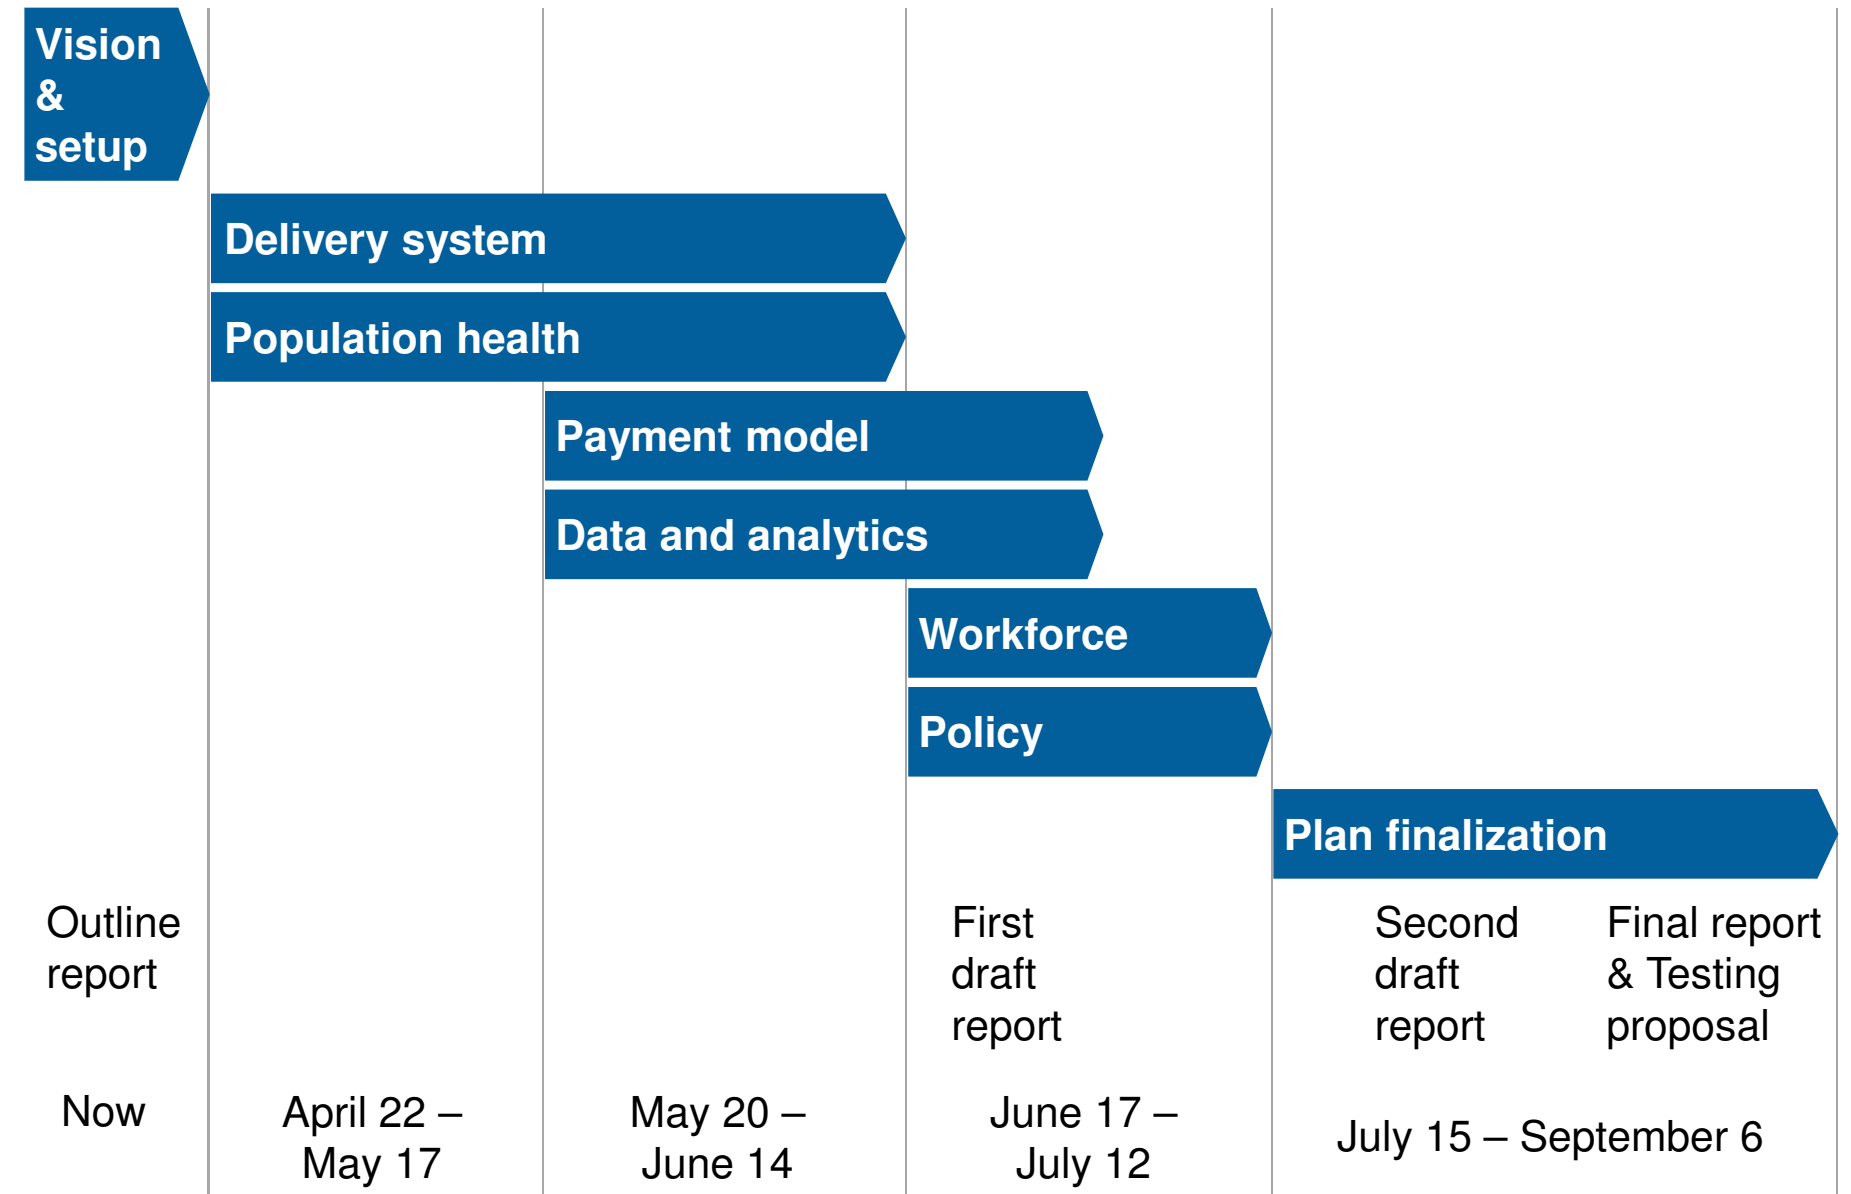 Vision
&
setup
Delivery system
Population health
Payment model
Data and analytics
Workforce
Policy
Plan finalization
Outline
report
First
draft
report
Second
draft
report
Final report
& Testing
proposal
Now
April 22 –
May 17
May 20 –
June 14
June 17 –
July 12
July 15 – September 6